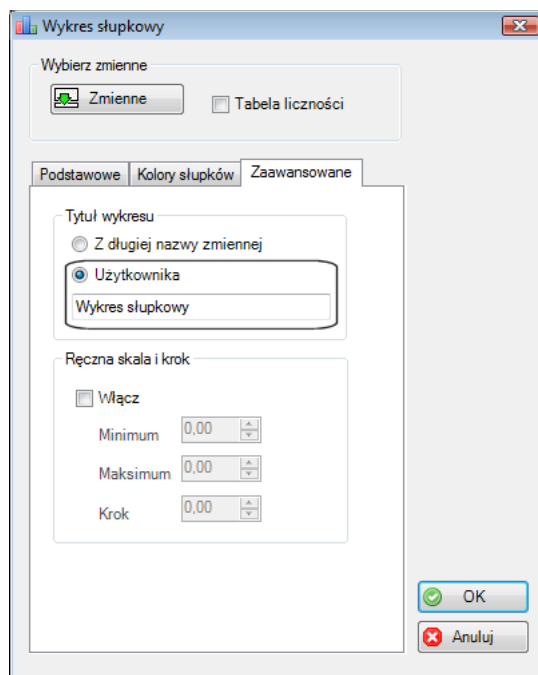 Wykres słupkowy
Wybierz zmienne
Zmienne
Tabela liczności
Podstawowe
Kolory słupków
Zaawansowane
Tytuł wykresu
Z długiej nazwy zmiennej
Użytkownika
Wykres słupkowy
Ręczna skala i krok
Włącz
Minimum 0,00
Maksimum 0,00
Krok 0,00
OK
Anuluj